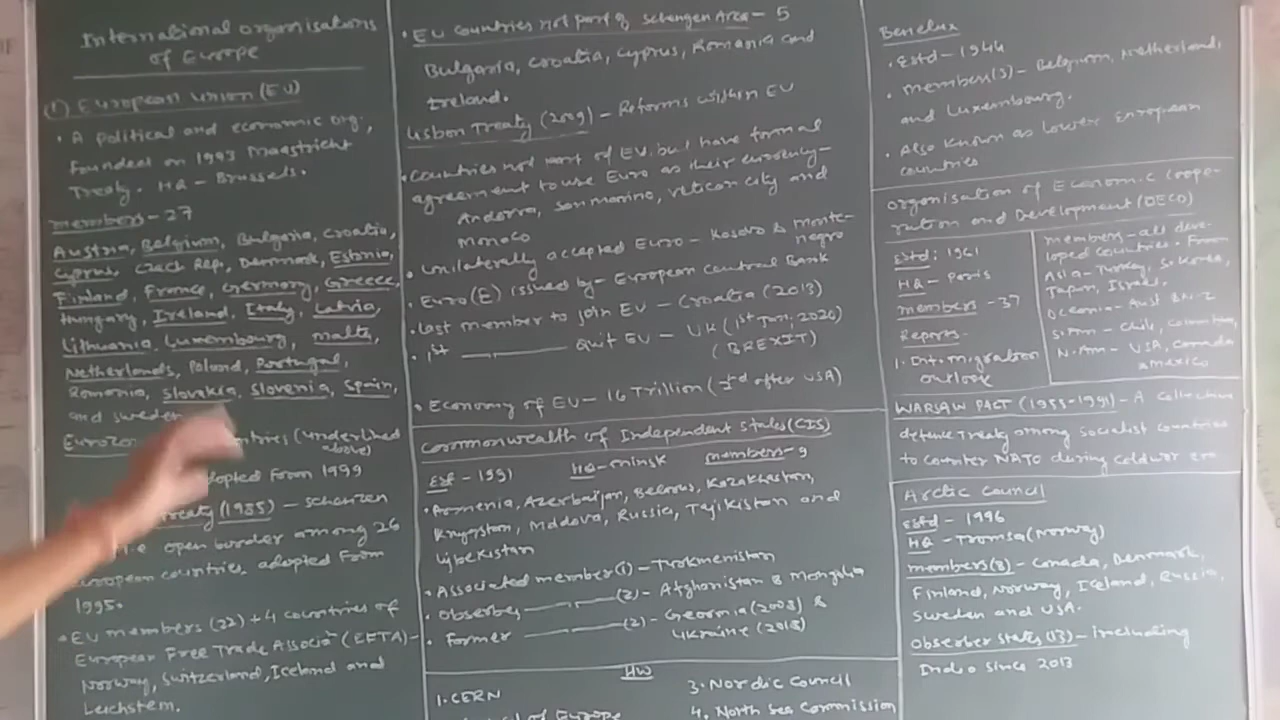 International organisations
of Europe
(1) European Union (EU)
• A political and economic org.,
founded on 1993 Maastricht
Treaty. HQ - Brussels.
members - 27
Austria, Belgium, Bulgaria, Croatia,
Cyprus, Czech Rep., Denmark, Estonia,
Finland, France, Germany, Greece,
Hungary, Ireland, Italy, Latvia,
Lithuania, Luxembourg, malta,
Netherlands, Poland, Portugal,
Romania, Slovakia, Slovenia, Spain,
and Sweden
(underlined
above)
adopted From 1999
Treaty (1985) - Schenzen
i.e open border among 26
European countries, adopted From
1995.
• EU members (22) + 4 countries of
European Free Trade Associan (EFTA) -
Norway, Switzerland, Iceland and
Leichstem.
• EU countries not part of Schengen Area - 5
Bulgaria, Croatia, Cyprus, Romania and
Ireland.
Lisbon Treaty (2009) - Reforms within EU
• Countries not part of EU but have formal
agreement to use Euro as their currency -
Andorra, San marino, Vatican city and
Monaco
• Unilaterally accepted Euro - Kosovo & Monte-
negro
• Euro (E) issued by - European central Bank
• Last member to join EU - Croatia (2013)
• 1st ———— Quit EU - UK (1st Jan, 2020)
(BREXIT)
• Economy of EU - 16 Trillion (2nd after USA)
Commonwealth of Independent States (CIS)
Est - 1991 HQ - minsk members - 9
• Armenia, Azerbaijan, Belarus, Kazakhastan,
Krygystan, Moldova, Russia, Tajikistan and
Uzbekistan
• Associated member (1) - Turkmenistan
• Observer ———— (2) - Afghanistan & Mongolia
• Former ———— (2) - Georgia (2008) &
Ukraine (2018)
HW
1. CERN
of Europe
3. Nordic Council
4. North Sea Commission
Benelux
• Estd - 1944
• members (3) - Belgium, Netherland,
and Luxembourg.
• Also Known as Lower European
countries
Organisation of Economic Coope-
ration and Development (OECD)
Estd: 1961
HQ - Paris
members - 37
Reports -
1. Int. migration
outlook
members - all deve-
loped countries. From
Asia - Turkey, S. Korea,
Japan, Israel.
Oceania - Aust & N.Z
S. Am - Chile, Columbia,
N. Am - USA, Canada
& mexico
WARSAW PACT (1955-1991) - A collective
defence Treaty among Socialist countries
to counter NATO during coldwar era
Arctic Council
Estd - 1996
HQ - Tromsa (Norway)
members (8) - Canada, Denmark,
Finland, Norway, Iceland, Russia,
Sweden and USA.
Observer states (13) - including
India since 2013